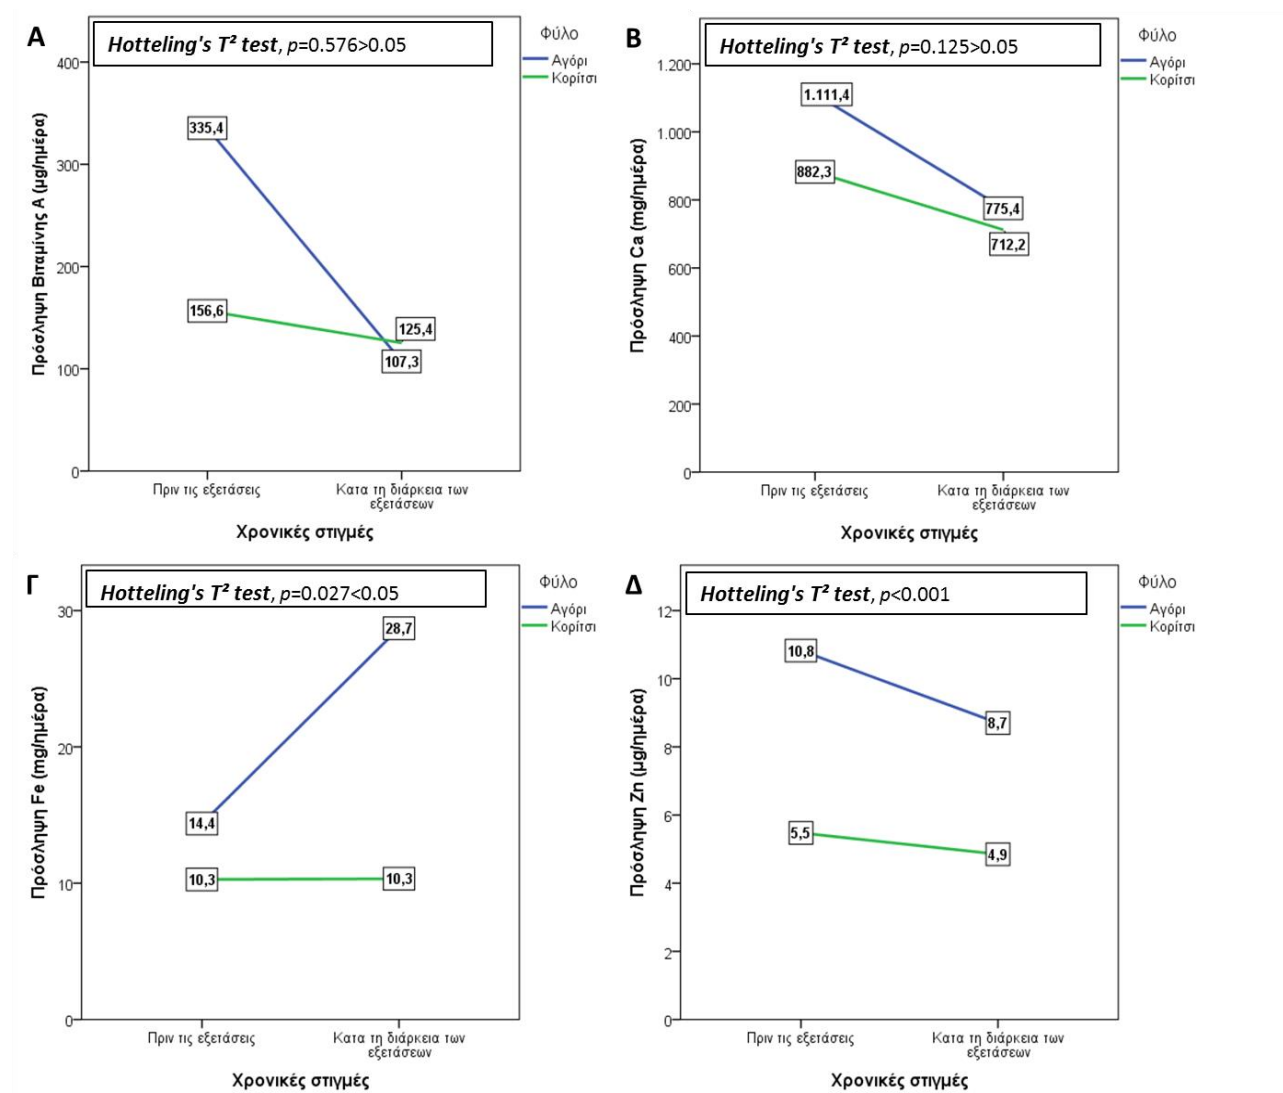 Α
Hotteling's T² test, p=0.576>0.05
Φύλο
Αγόρι
Κορίτσι
Πρόσληψη Βιταμίνης Α (μg/ημέρα)
400
300
200
100
0
335,4
156,6
125,4
107,3
Πριν τις εξετάσεις
Κατα τη διάρκεια των
εξετάσεων
Χρονικές στιγμές
Β
Hotteling's T² test, p=0.125>0.05
Φύλο
Αγόρι
Κορίτσι
Πρόσληψη Ca (mg/ημέρα)
1.200
1.000
800
600
400
200
0
1.111,4
882,3
775,4
712,2
Πριν τις εξετάσεις
Κατα τη διάρκεια των
εξετάσεων
Χρονικές στιγμές
Γ
Hotteling's T² test, p=0.027<0.05
Φύλο
Αγόρι
Κορίτσι
Πρόσληψη Fe (mg/ημέρα)
30
20
10
0
28,7
14,4
10,3
10,3
Πριν τις εξετάσεις
Κατα τη διάρκεια των
εξετάσεων
Χρονικές στιγμές
Δ
Hotteling's T² test, p<0.001
Φύλο
Αγόρι
Κορίτσι
Πρόσληψη Zn (μg/ημέρα)
12
10
8
6
4
2
0
10,8
8,7
5,5
4,9
Πριν τις εξετάσεις
Κατα τη διάρκεια των
εξετάσεων
Χρονικές στιγμές